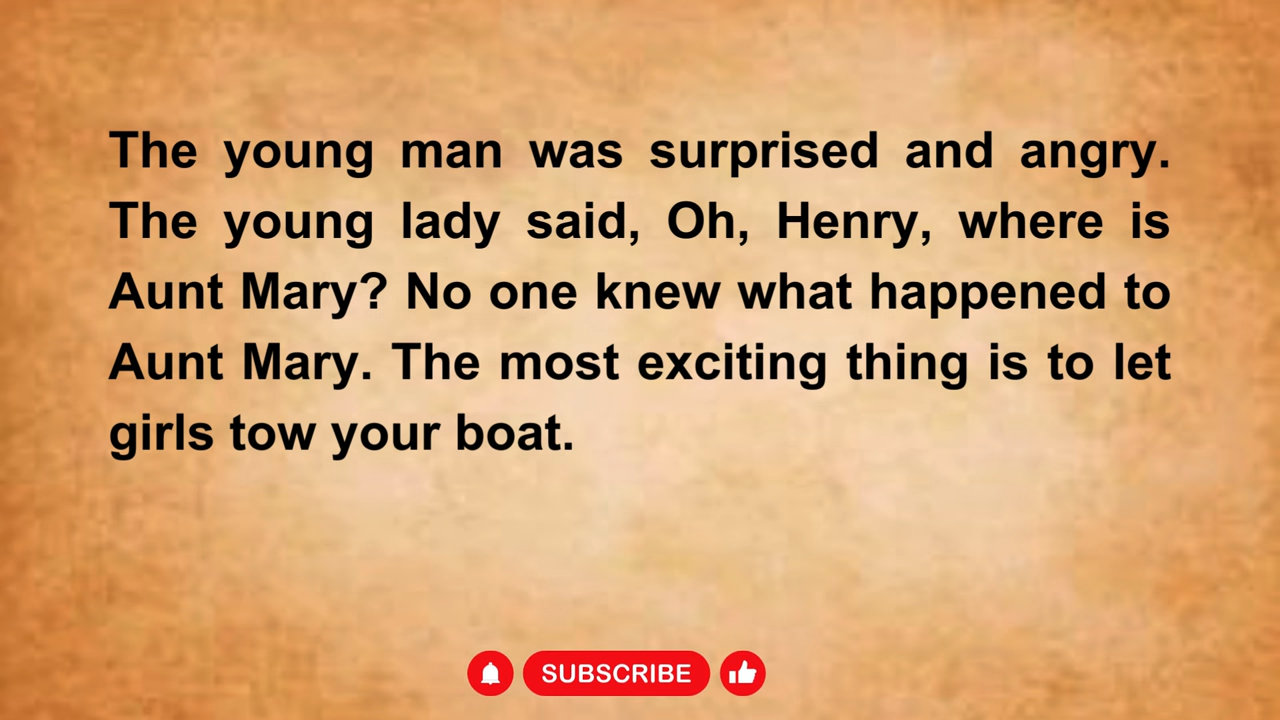 The young man was surprised and angry.
The young lady said, Oh, Henry, where is
Aunt Mary? No one knew what happened to
Aunt Mary. The most exciting thing is to let
girls tow your boat.
SUBSCRIBE